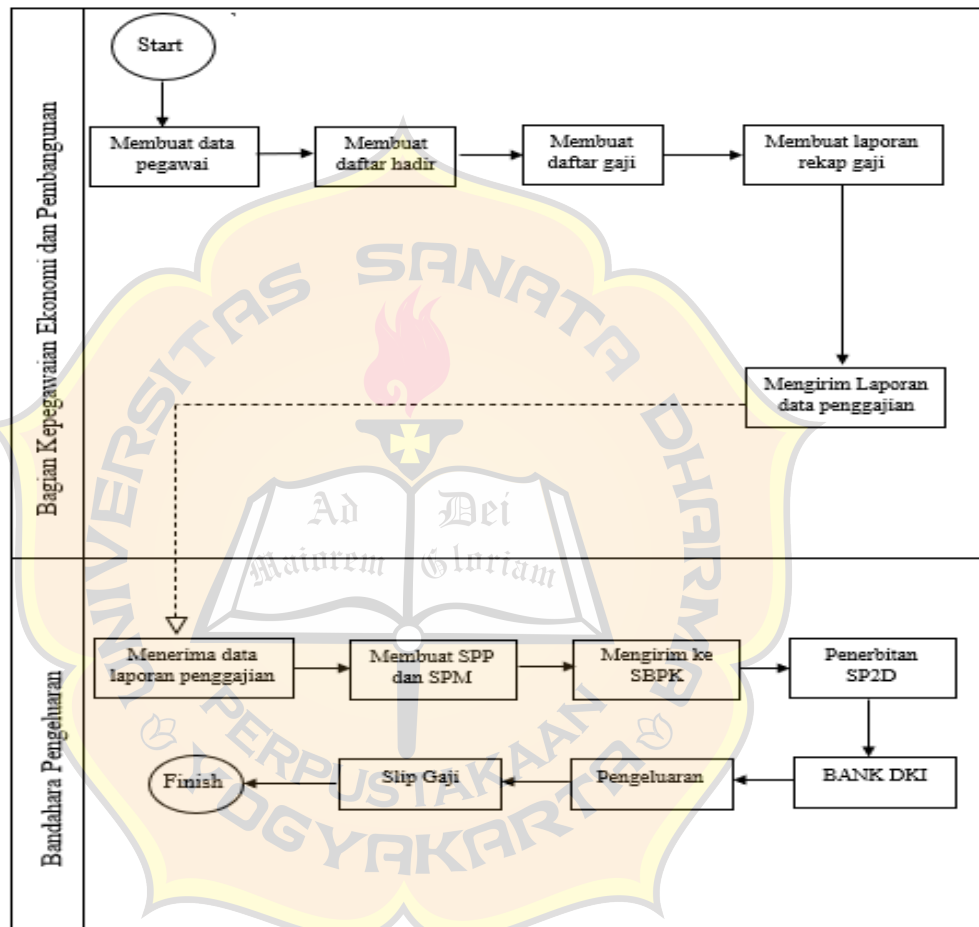 Start
Bagian Kepegawaian Ekonomi dan Pembangunan
Membuat data
pegawai
Membuat
daftar hadir
Membuat
daftar gaji
Membuat laporan
rekap gaji
Mengirim Laporan
data penggajian
UNIVERSITAS SANATA DHARMA
Ad Dei
Maiorem Gloriam
Bandahara Pengeluaran
Menerima data
laporan penggajian
Membuat SPP
dan SPM
Mengirim ke
SBPK
Penerbitan
SP2D
BANK DKI
Pengeluaran
Slip Gaji
Finish
PERPUSTAKAAN
YOGYAKARTA